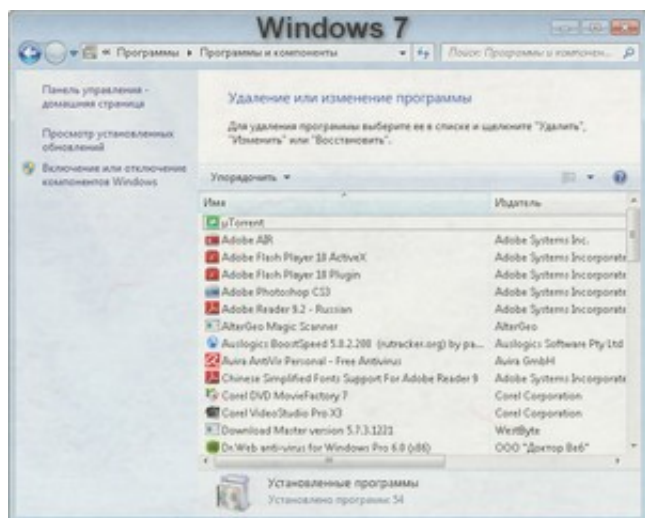 Windows 7
« Программы ▸ Программы и компоненты
Поиск: Программы и компонен...
Панель управления -
домашняя страница
Просмотр установленных
обновлений
Включение или отключение
компонентов Windows
Удаление или изменение программы
Для удаления программы выберите ее в списке и щелкните "Удалить",
"Изменить" или "Восстановить".
Упорядочить
Имя Издатель
µTorrent
Adobe AIR Adobe Systems Inc.
Adobe Flash Player 18 ActiveX Adobe Systems Incorporate
Adobe Flash Player 18 Plugin Adobe Systems Incorporate
Adobe Photoshop CS3 Adobe Systems Incorporate
Adobe Reader 9.2 - Russian Adobe Systems Incorporate
AlterGeo Magic Scanner AlterGeo
Auslogics BoostSpeed 5.0.2.200 (rutracker.org) by pa... Auslogics Software Pty Ltd
Avira AntiVir Personal - Free Antivirus Avira GmbH
Chinese Simplified Fonts Support For Adobe Reader 9 Adobe Systems Incorporate
Corel DVD MovieFactory 7 Corel Corporation
Corel VideoStudio Pro X3 Corel Corporation
Download Master version 5.7.3.1221 WestByte
Dr.Web anti-virus for Windows Pro 6.0 (x86) ООО "Доктор Веб"
Установленные программы
Установлено программ: 54